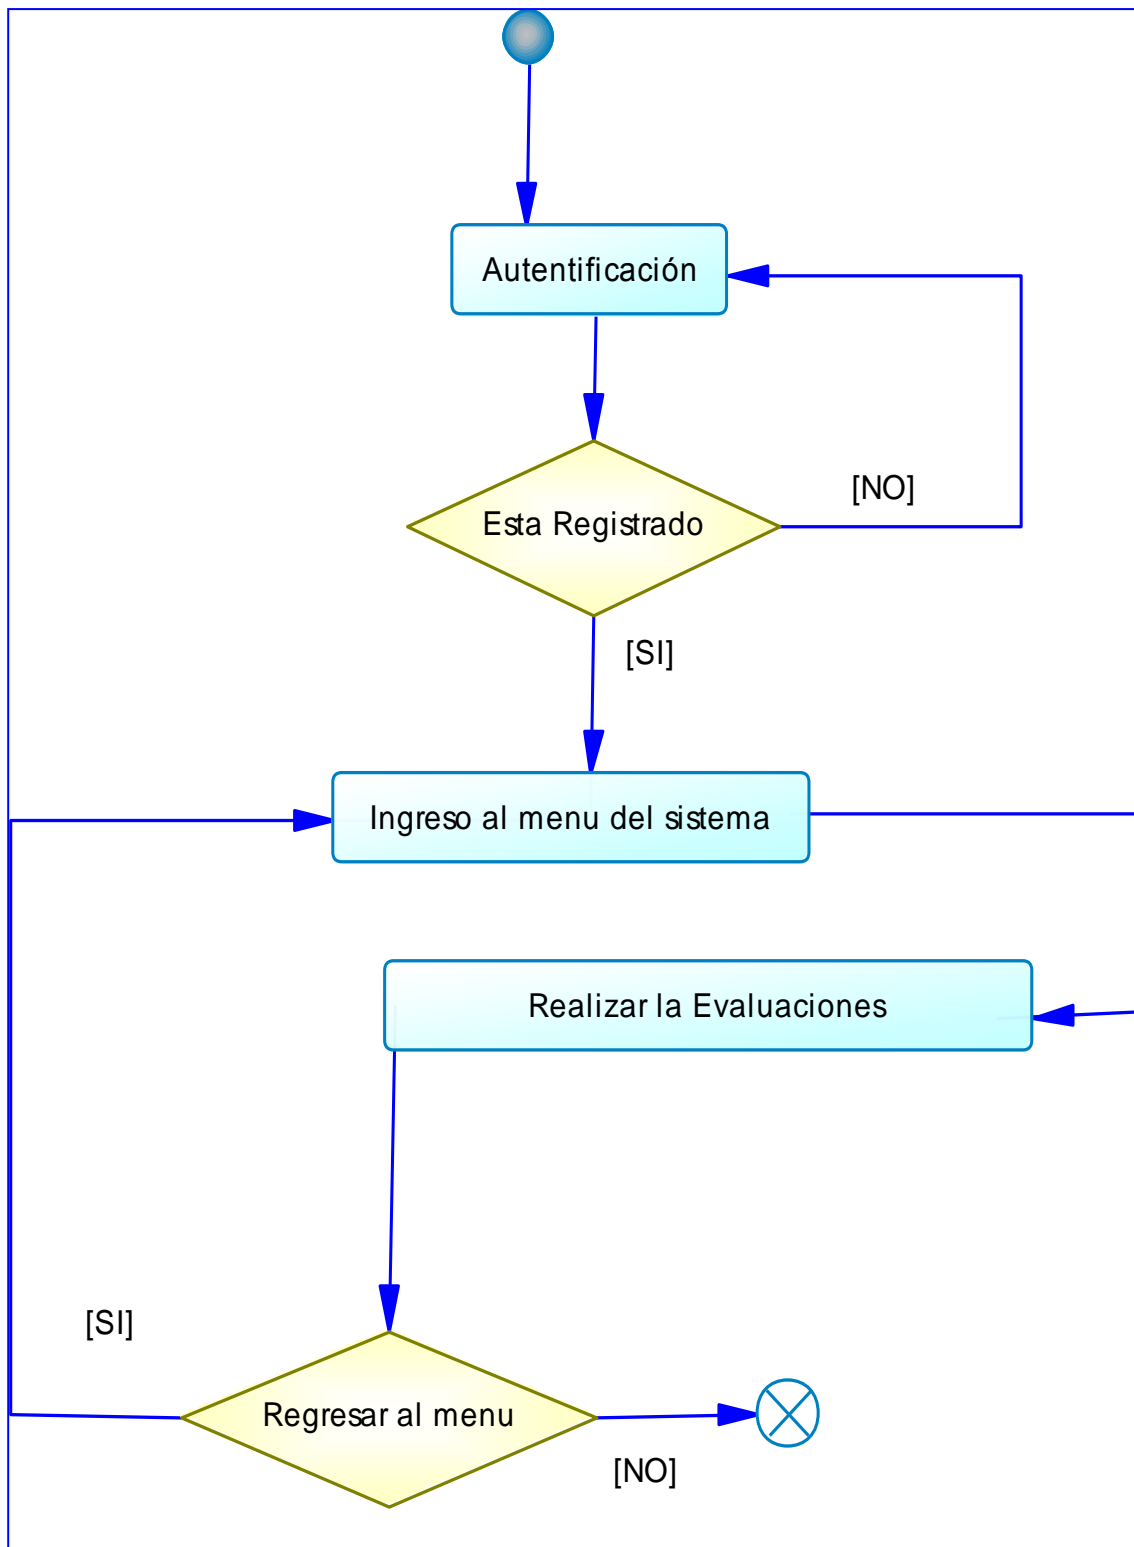 Autentificación
[NO]
Esta Registrado
[SI]
Ingreso al menu del sistema
Realizar la Evaluaciones
[SI]
Regresar al menu
[NO]